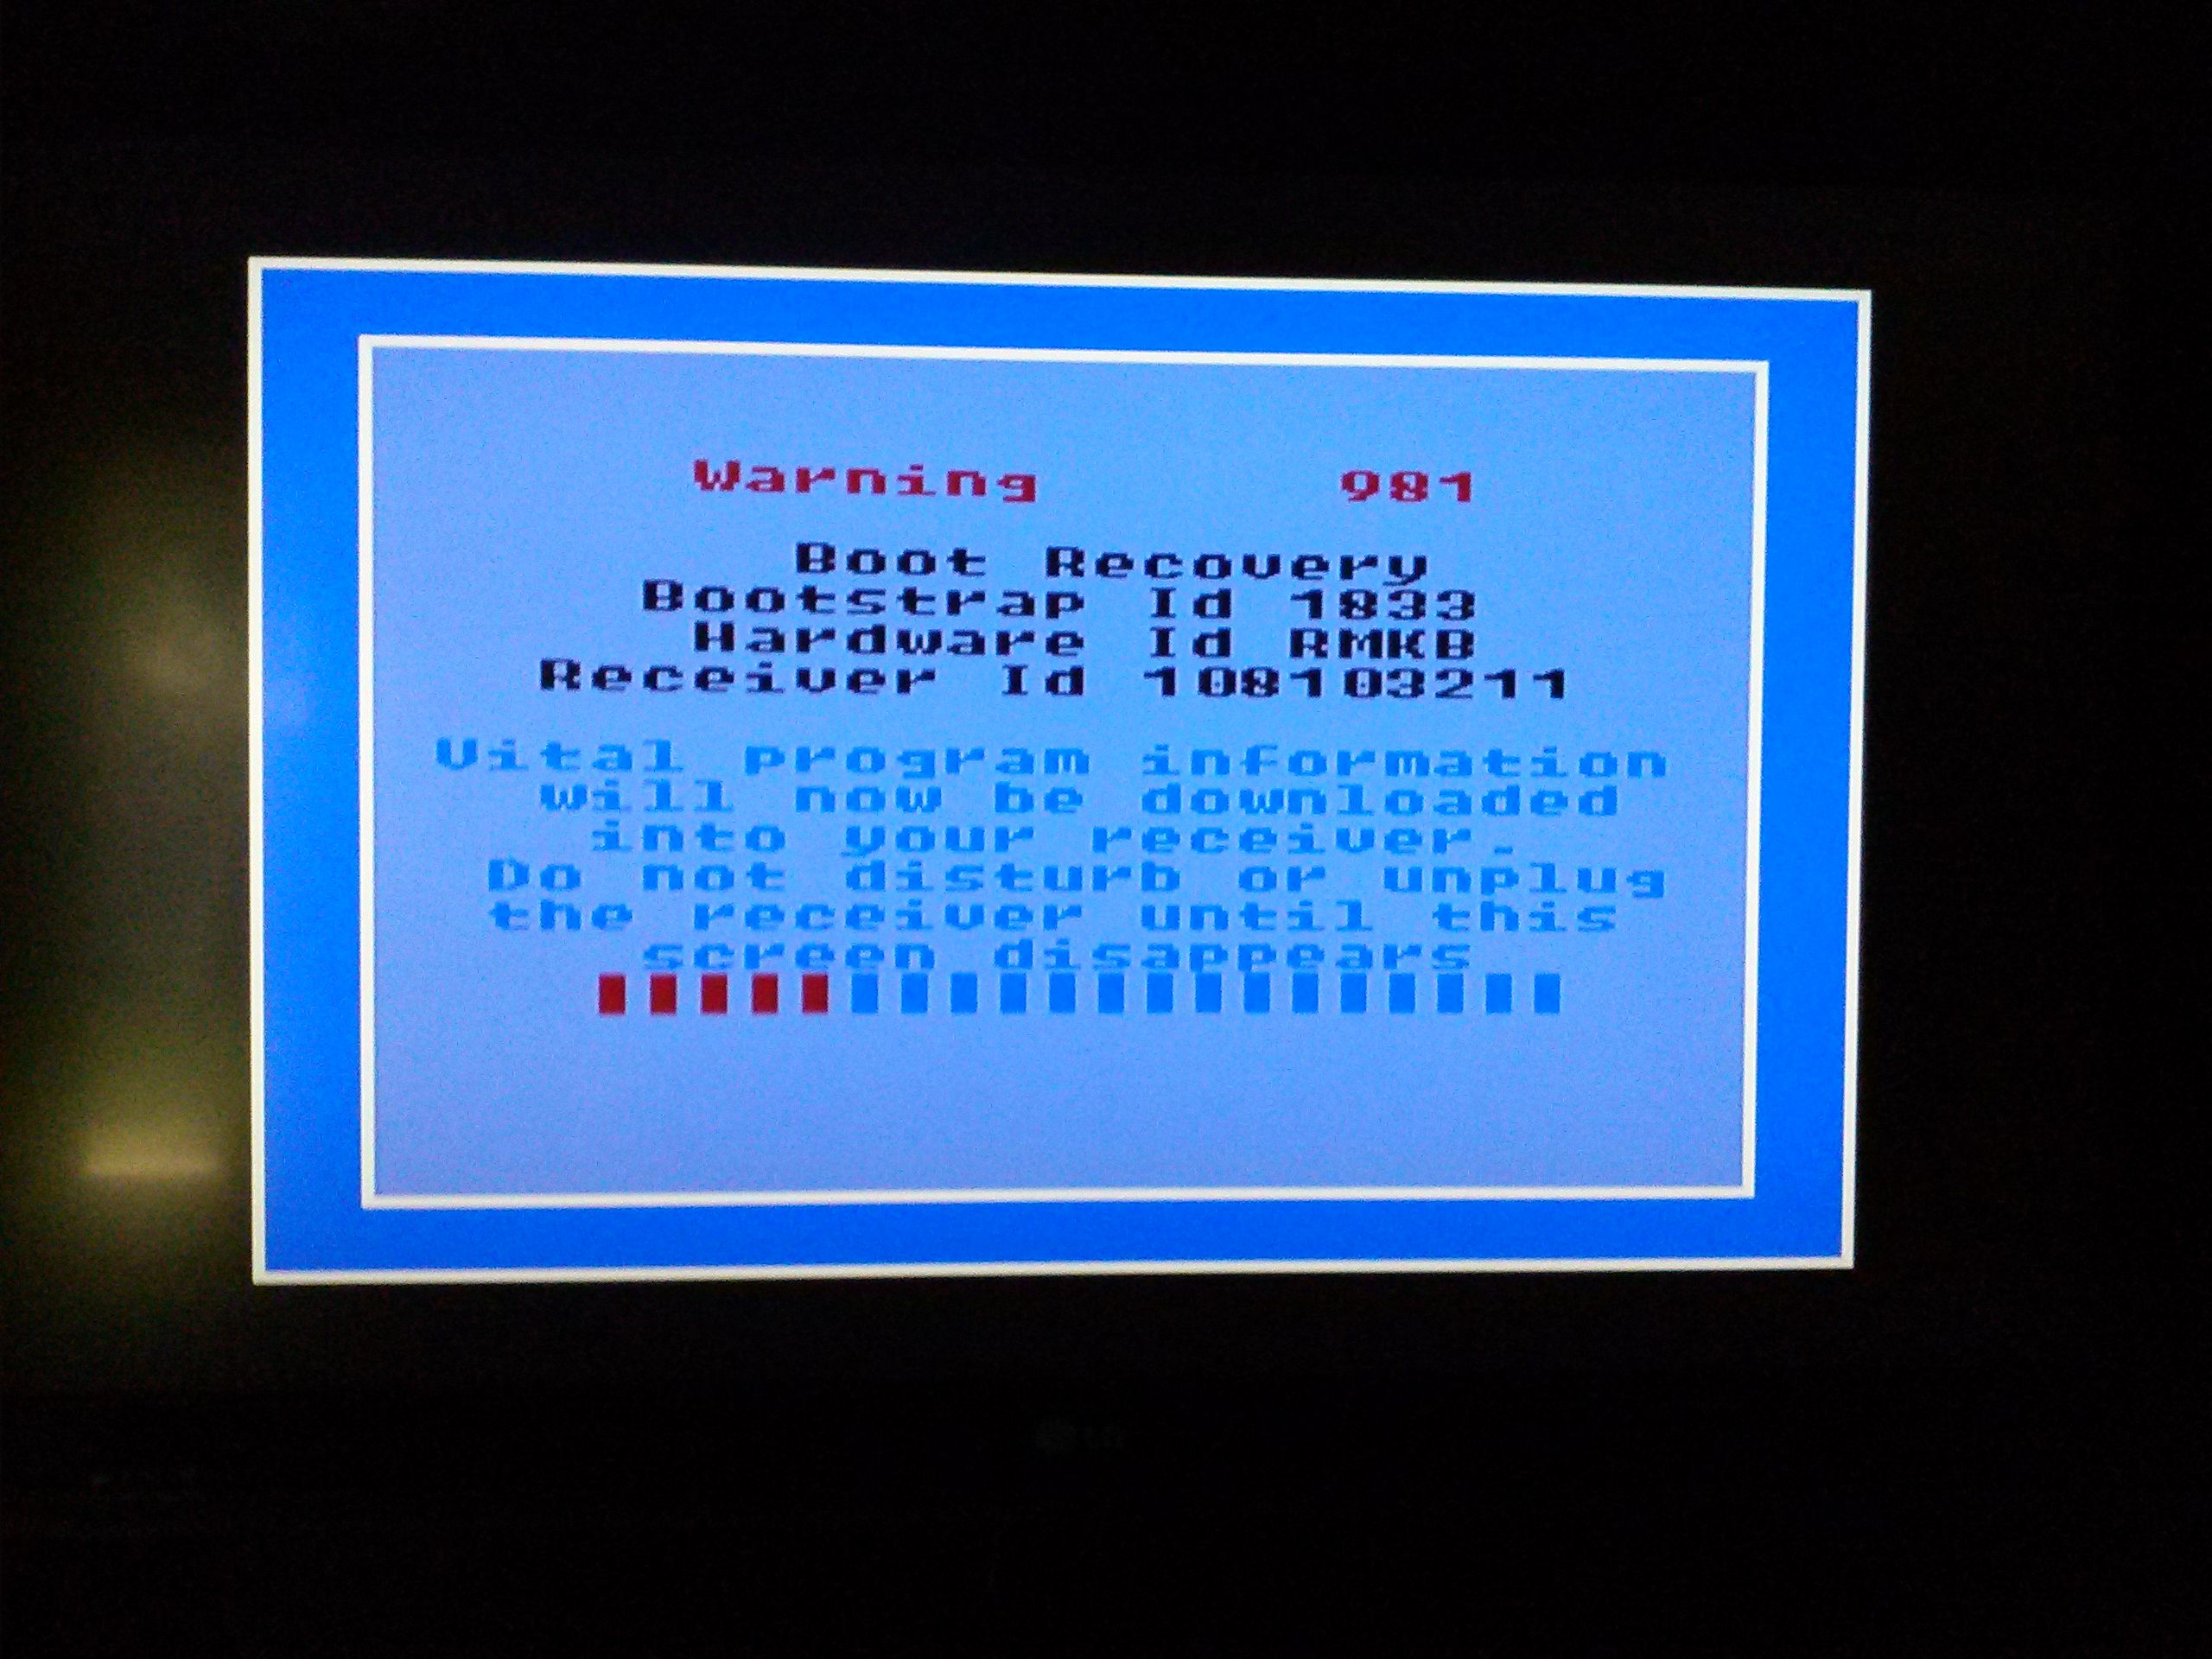 Warning 981
Boot Recovery
Bootstrap Id 1833
Hardware Id RMKB
Receiver Id 108103211
Vital program information
will now be downloaded
into your receiver.
Do not disturb or unplug
the receiver until this
screen disappears